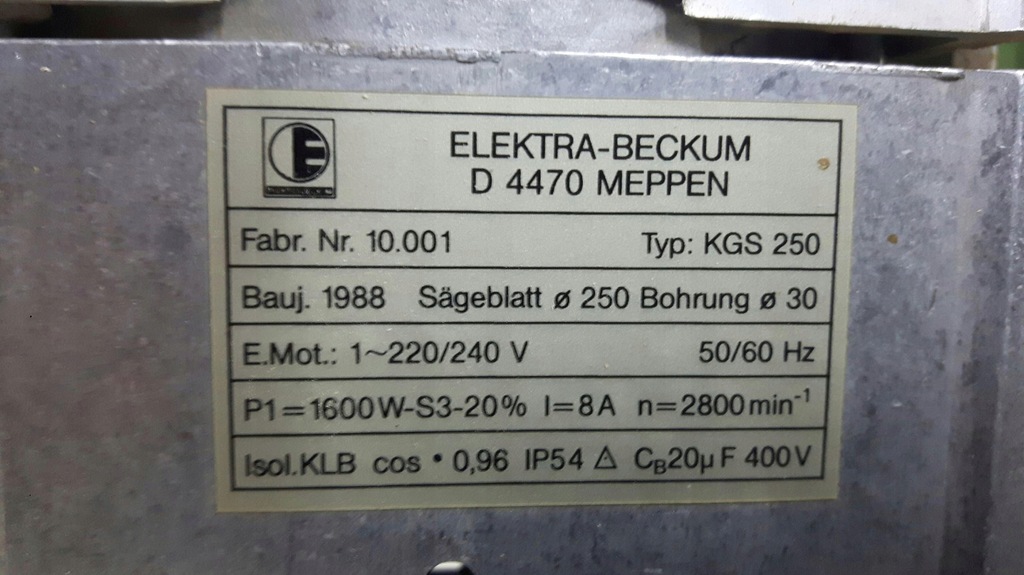 E
ELEKTRA-BECKUM
D 4470 MEPPEN
Fabr. Nr. 10.001 Typ: KGS 250
Bauj. 1988 Sägeblatt ø 250 Bohrung ø 30
E.Mot.: 1~220/240 V 50/60 Hz
P1=1600W-S3-20% I=8A n=2800min⁻¹
Isol.KLB cos • 0,96 IP54 △ C_B20µF 400V